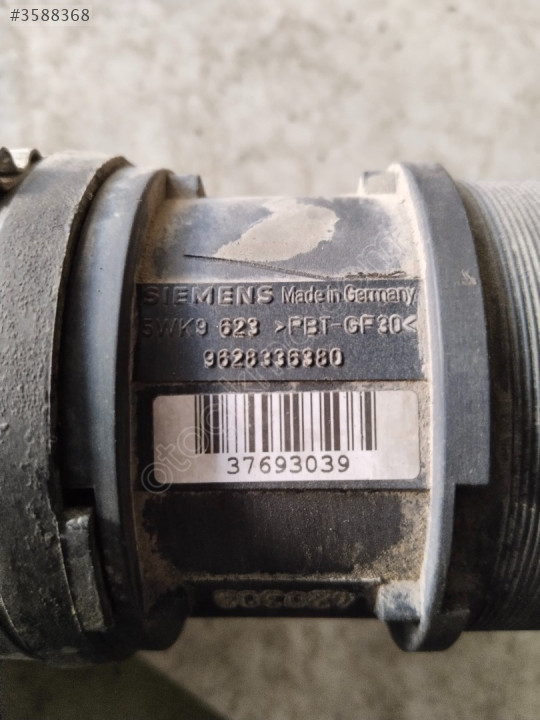 #3588368
SIEMENS Made in Germany
5WK9 623 >PBT-GF30<
9628336380
37693039